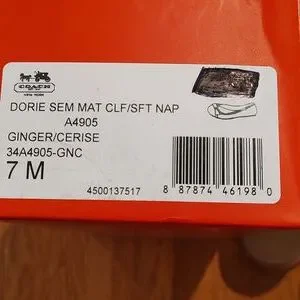 COACH
NEW YORK
DORIE SEM MAT CLF/SFT NAP
A4905
GINGER/CERISE
34A4905-GNC
7 M
4500137517
8 87874 46198 0